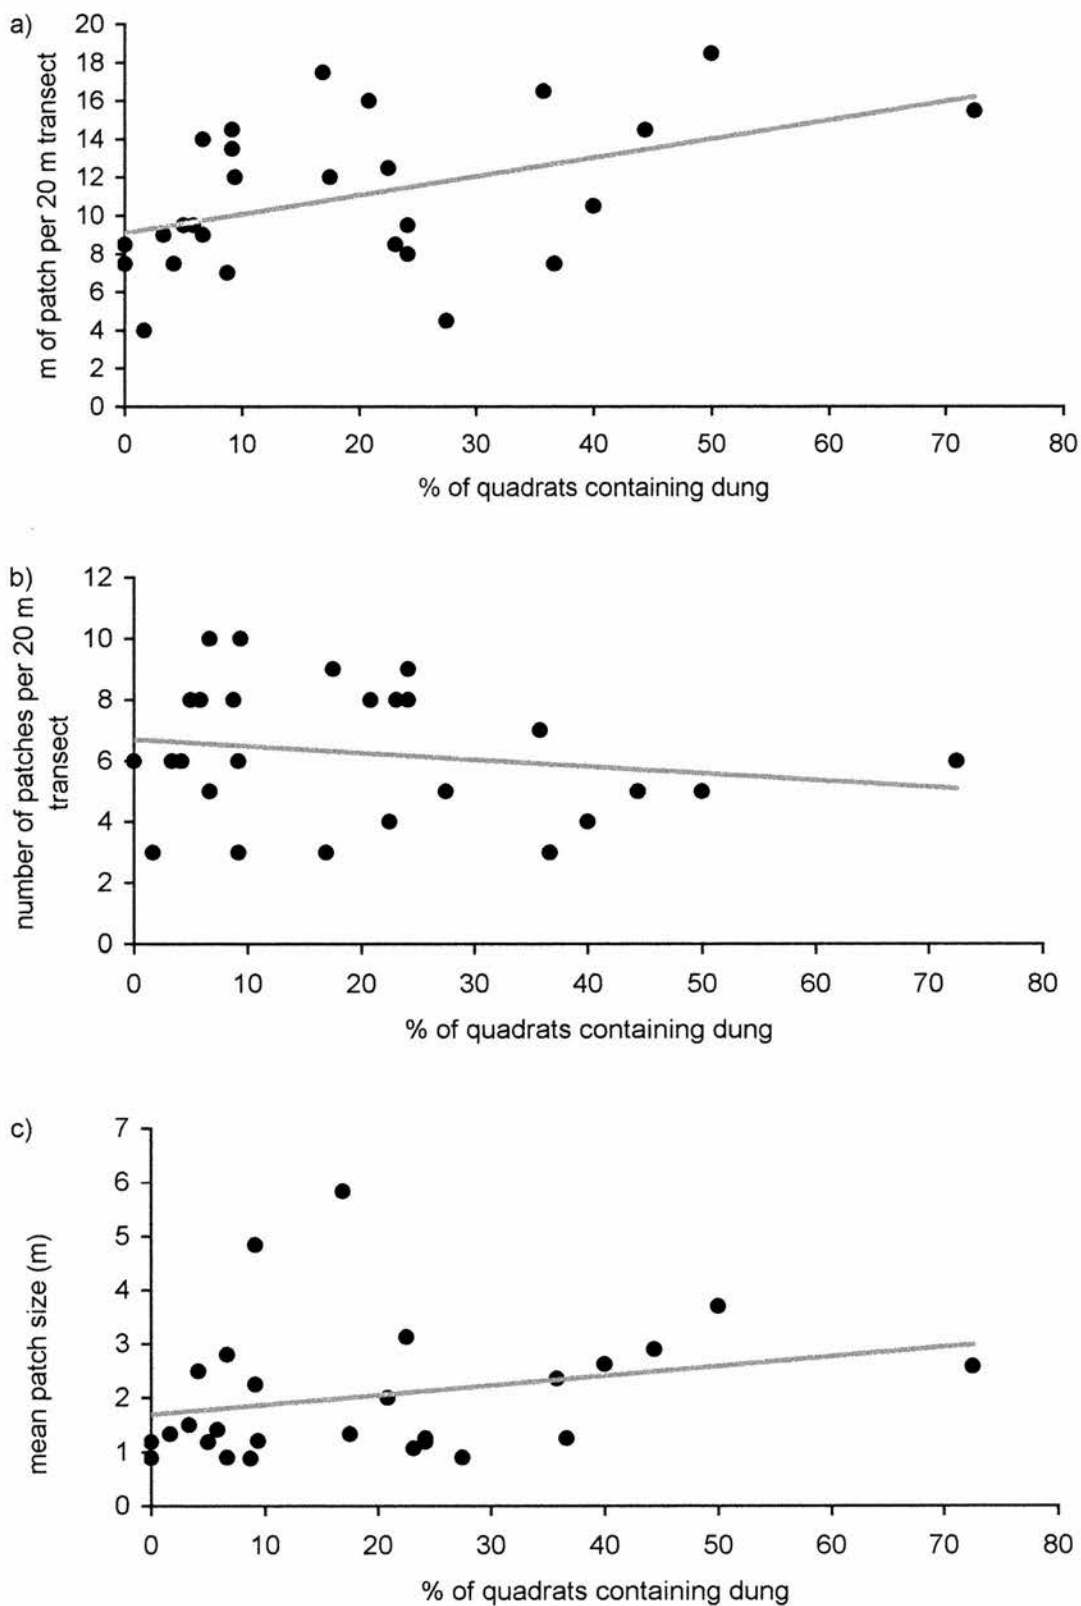 a)
m of patch per 20 m transect
20
18
16
14
12
10
8
6
4
2
0
0 10 20 30 40 50 60 70 80
% of quadrats containing dung
b)
number of patches per 20 m
transect
12
10
8
6
4
2
0
0 10 20 30 40 50 60 70 80
% of quadrats containing dung
c)
mean patch size (m)
7
6
5
4
3
2
1
0
0 10 20 30 40 50 60 70 80
% of quadrats containing dung